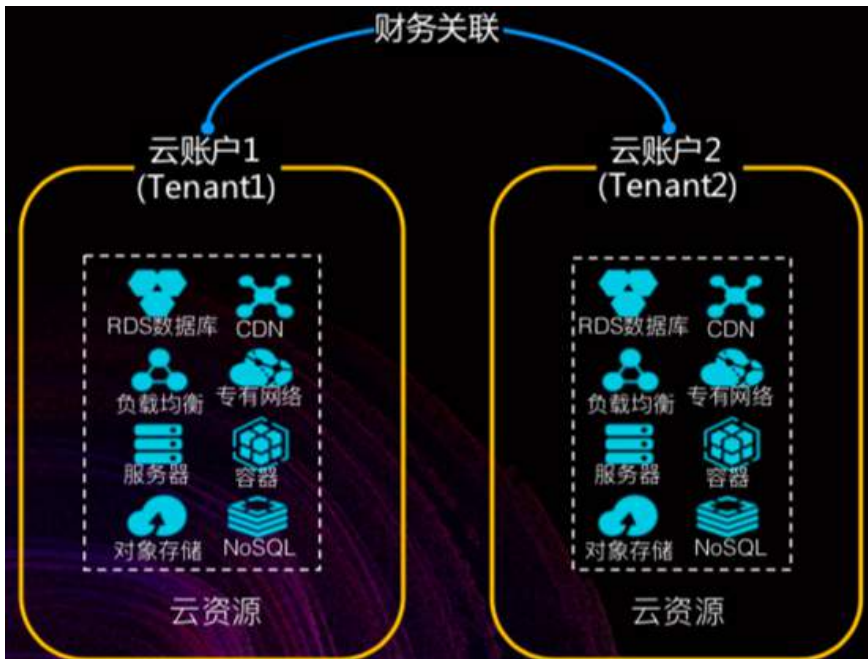 财务关联
云账户1
(Tenant1)
云账户2
(Tenant2)
RDS数据库 CDN
负载均衡 专有网络
服务器 容器
对象存储 NoSQL
云资源
RDS数据库 CDN
负载均衡 专有网络
服务器 容器
对象存储 NoSQL
云资源